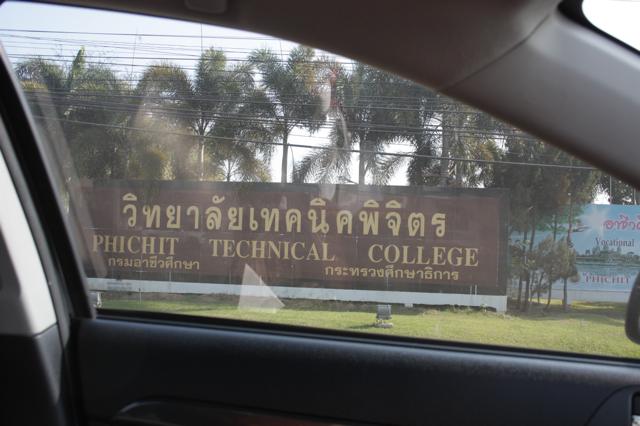 วิทยาลัยเทคนิคพิจิตร
PHICHIT TECHNICAL COLLEGE
กรมอาชีวศึกษา กระทรวงศึกษาธิการ
Vocational
"PHICHIT